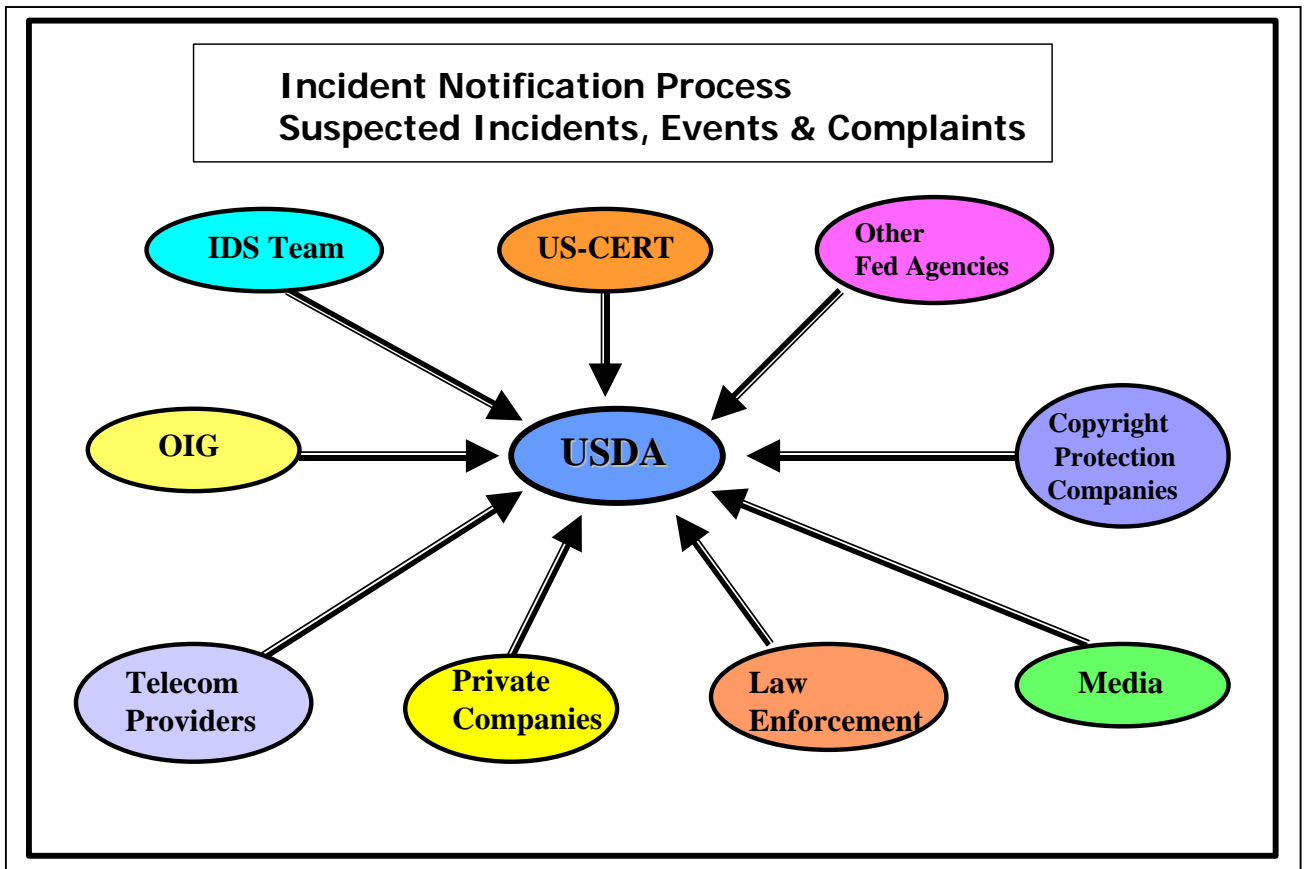 Incident Notification Process
Suspected Incidents, Events & Complaints
IDS Team
US-CERT
Other
Fed Agencies
OIG
USDA
Copyright
Protection
Companies
Telecom
Providers
Private
Companies
Law
Enforcement
Media